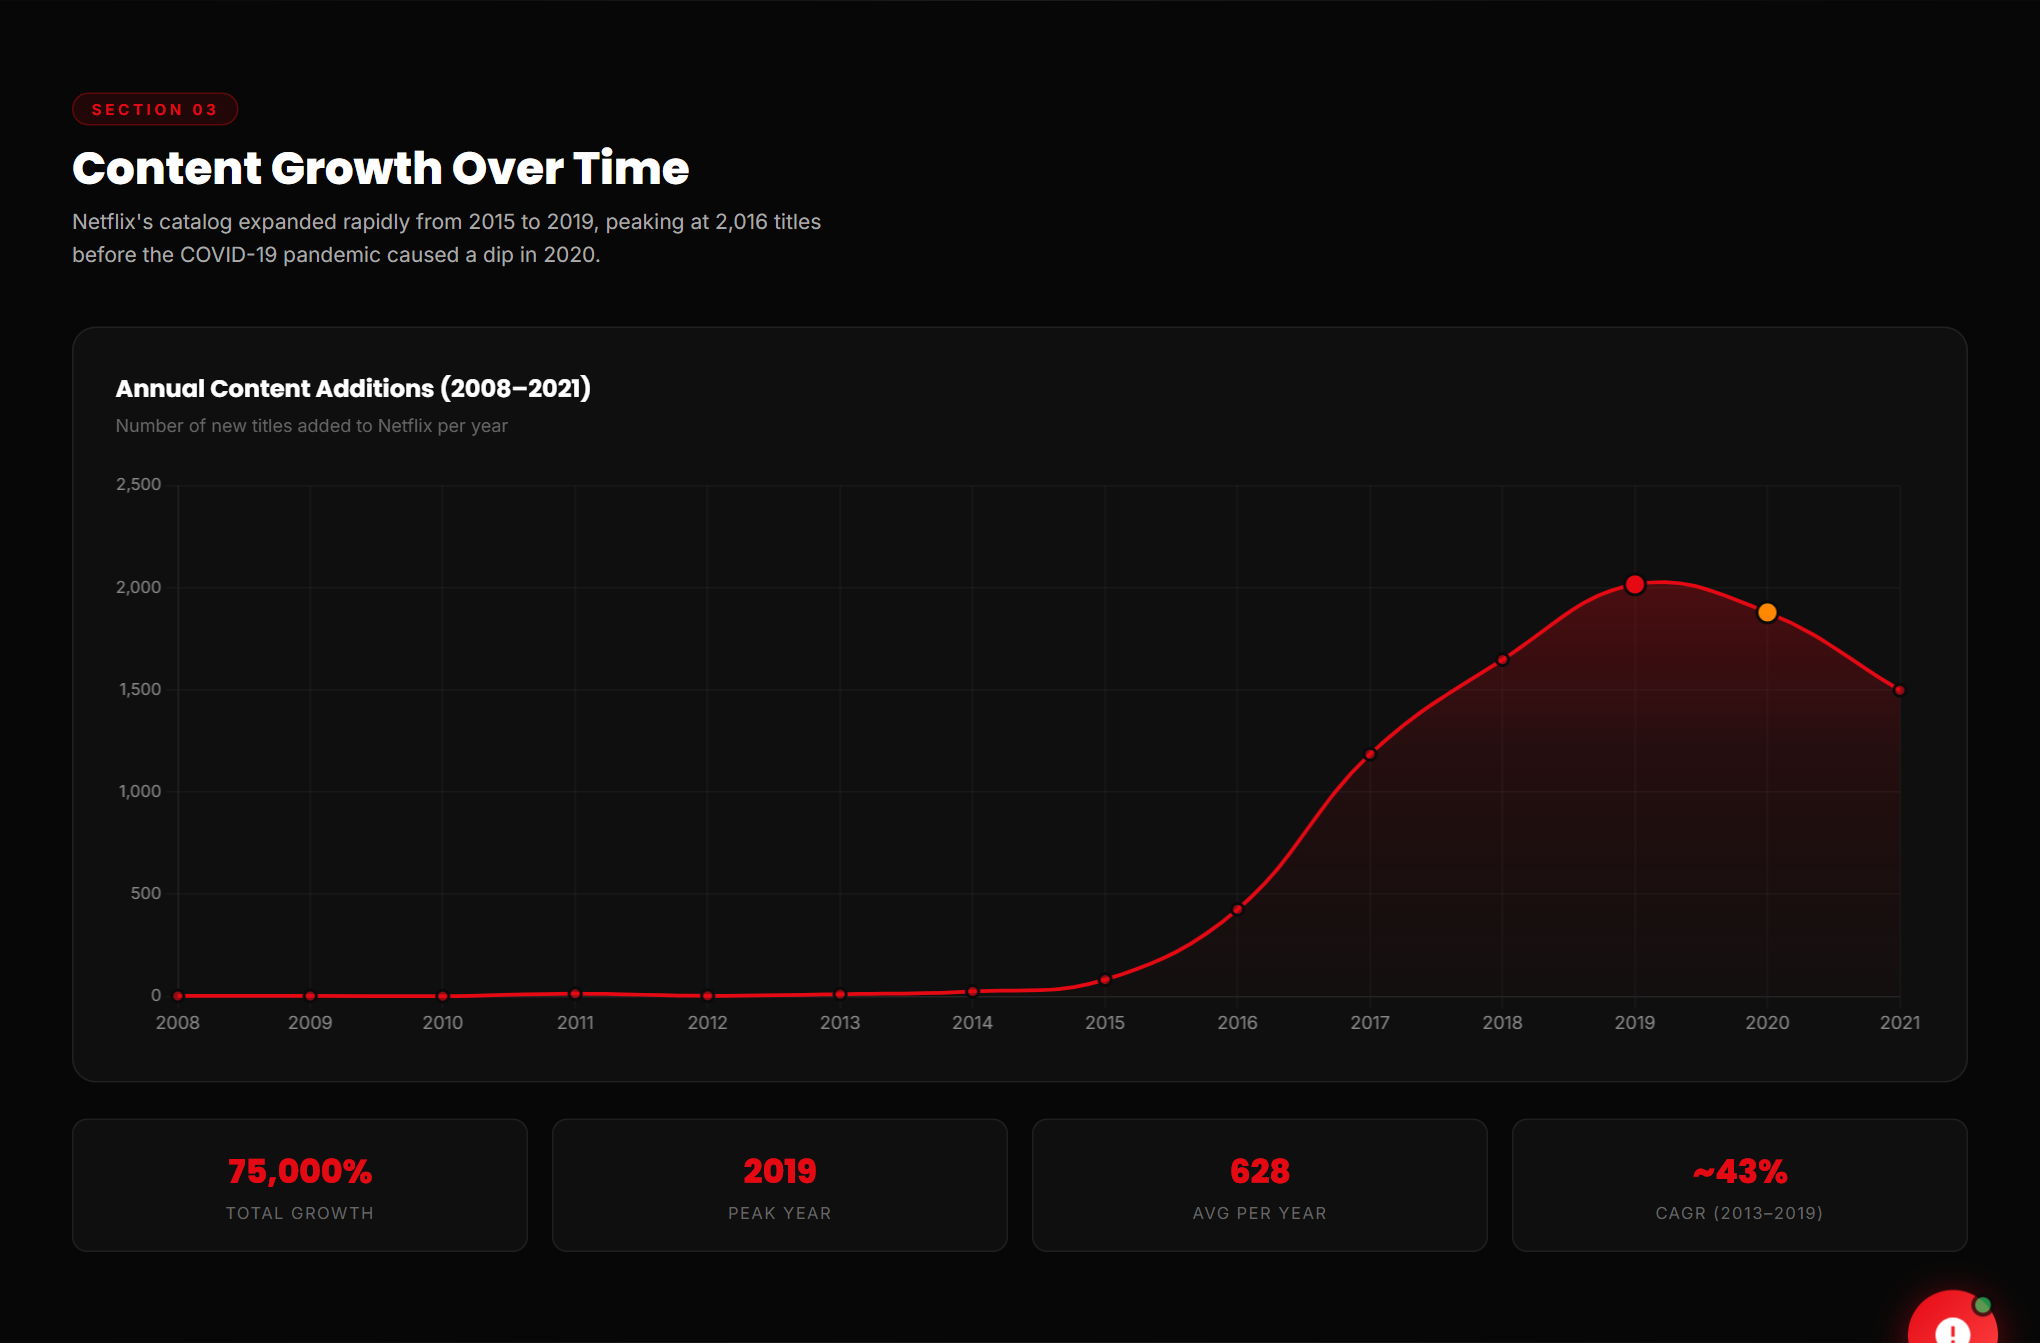 SECTION 03
Content Growth Over Time
Netflix's catalog expanded rapidly from 2015 to 2019, peaking at 2,016 titles
before the COVID-19 pandemic caused a dip in 2020.
Annual Content Additions (2008–2021)
Number of new titles added to Netflix per year
2,500
2,000
1,500
1,000
500
0
2008 2009 2010 2011 2012 2013 2014 2015 2016 2017 2018 2019 2020 2021
75,000% 2019 628 ~43%
TOTAL GROWTH PEAK YEAR AVG PER YEAR CAGR (2013–2019)